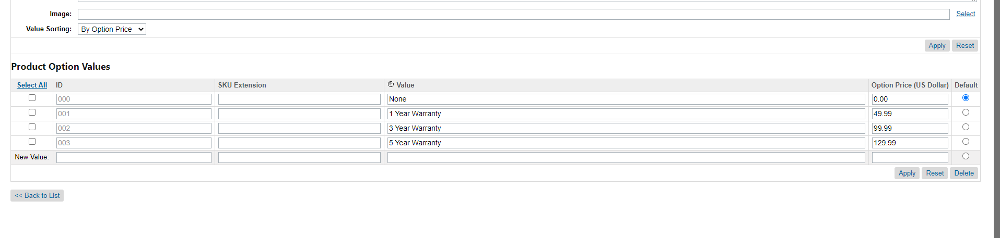 Image: Select
Value Sorting: By Option Price
Apply Reset
Product Option Values
Select All ID SKU Extension Value Option Price (US Dollar) Default
000 None 0.00
001 1 Year Warranty 49.99
002 3 Year Warranty 99.99
003 5 Year Warranty 129.99
New Value:
Apply Reset Delete
<< Back to List